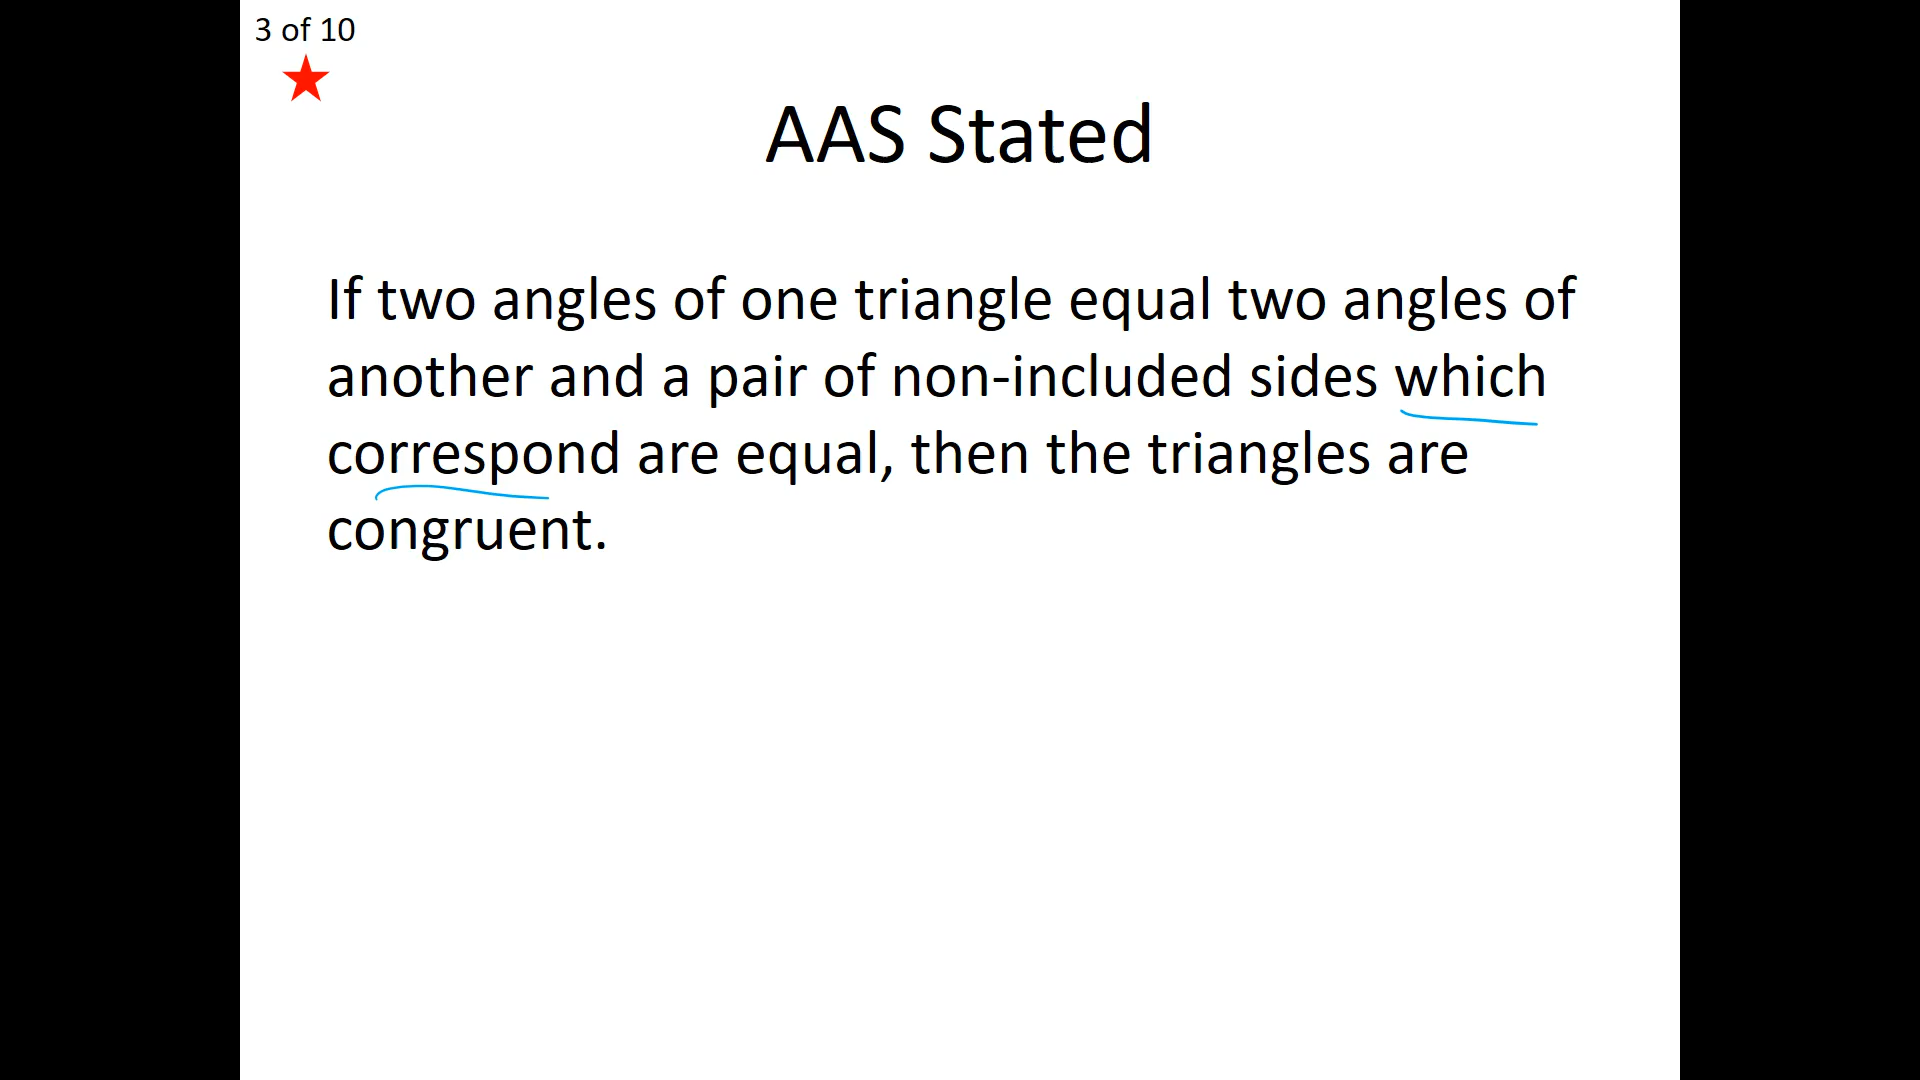 3 of 10
AAS Stated
If two angles of one triangle equal two angles of
another and a pair of non-included sides which
correspond are equal, then the triangles are
congruent.